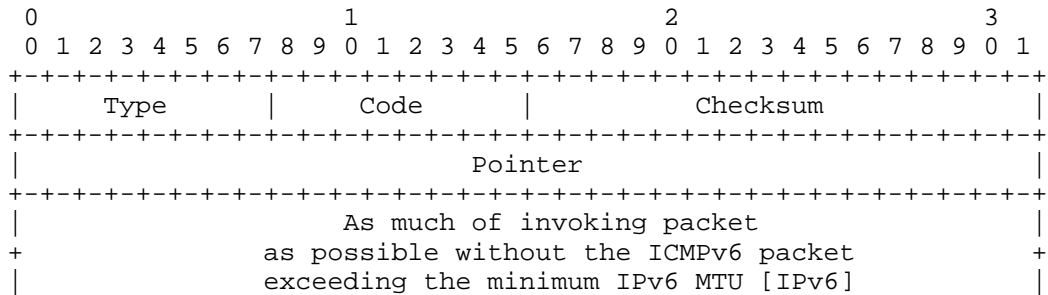 0                   1                   2                   3
 0 1 2 3 4 5 6 7 8 9 0 1 2 3 4 5 6 7 8 9 0 1 2 3 4 5 6 7 8 9 0 1
+-+-+-+-+-+-+-+-+-+-+-+-+-+-+-+-+-+-+-+-+-+-+-+-+-+-+-+-+-+-+-+-+
|     Type      |     Code      |          Checksum             |
+-+-+-+-+-+-+-+-+-+-+-+-+-+-+-+-+-+-+-+-+-+-+-+-+-+-+-+-+-+-+-+-+
|                            Pointer                            |
+-+-+-+-+-+-+-+-+-+-+-+-+-+-+-+-+-+-+-+-+-+-+-+-+-+-+-+-+-+-+-+-+
|                    As much of invoking packet                 |
+               as possible without the ICMPv6 packet           +
|               exceeding the minimum IPv6 MTU [IPv6]           |